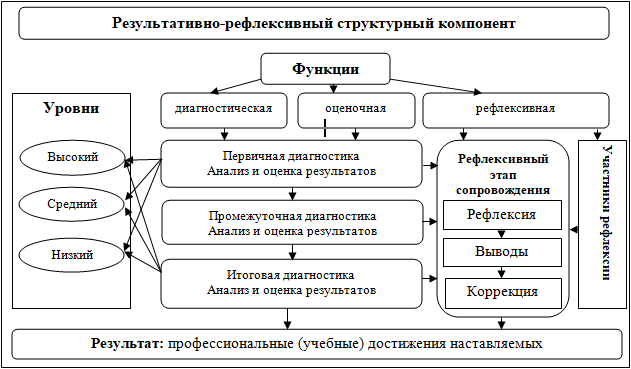 Результативно-рефлексивный структурный компонент
Функции
диагностическая
оценочная
рефлексивная
Уровни
Высокий
Средний
Низкий
Первичная диагностика
Анализ и оценка результатов
Промежуточная диагностика
Анализ и оценка результатов
Итоговая диагностика
Анализ и оценка результатов
Рефлексивный
этап
сопровождения
Рефлексия
Выводы
Коррекция
Участники рефлексии
Результат: профессиональные (учебные) достижения наставляемых